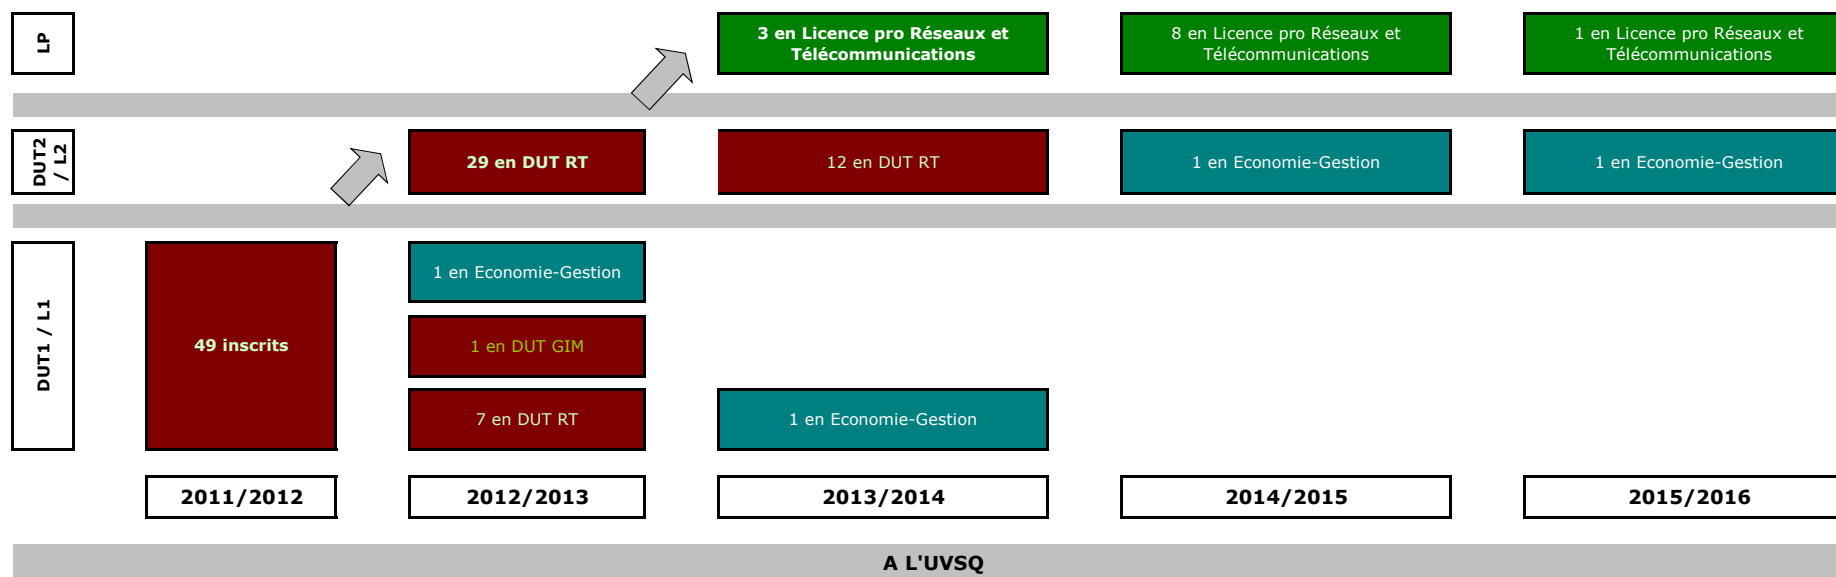 LP
3 en Licence pro Réseaux et
Télécommunications
8 en Licence pro Réseaux et
Télécommunications
1 en Licence pro Réseaux et
Télécommunications
DUT2
/ L2
29 en DUT RT
12 en DUT RT
1 en Economie-Gestion
1 en Economie-Gestion
DUT1 / L1
49 inscrits
1 en Economie-Gestion
1 en DUT GIM
7 en DUT RT
1 en Economie-Gestion
2011/2012
2012/2013
2013/2014
2014/2015
2015/2016
A L'UVSQ